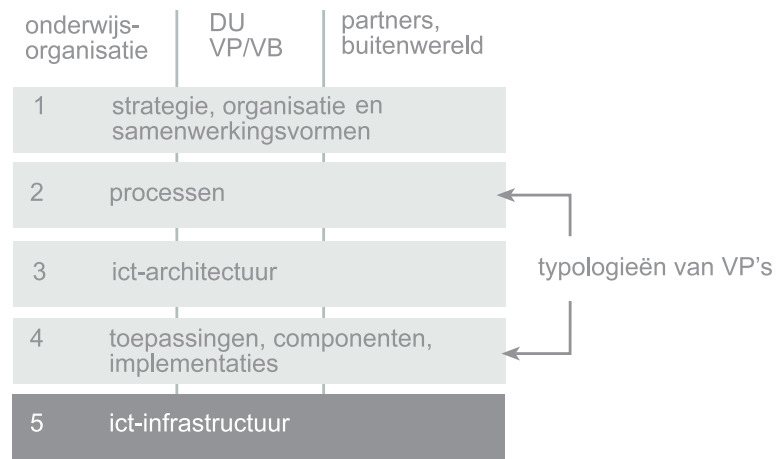 onderwijs-
organisatie
DU
VP/VB
partners,
buitenwereld
1 strategie, organisatie en
samenwerkingsvormen
2 processen
3 ict-architectuur
typologieën van VP's
4 toepassingen, componenten,
implementaties
5 ict-infrastructuur